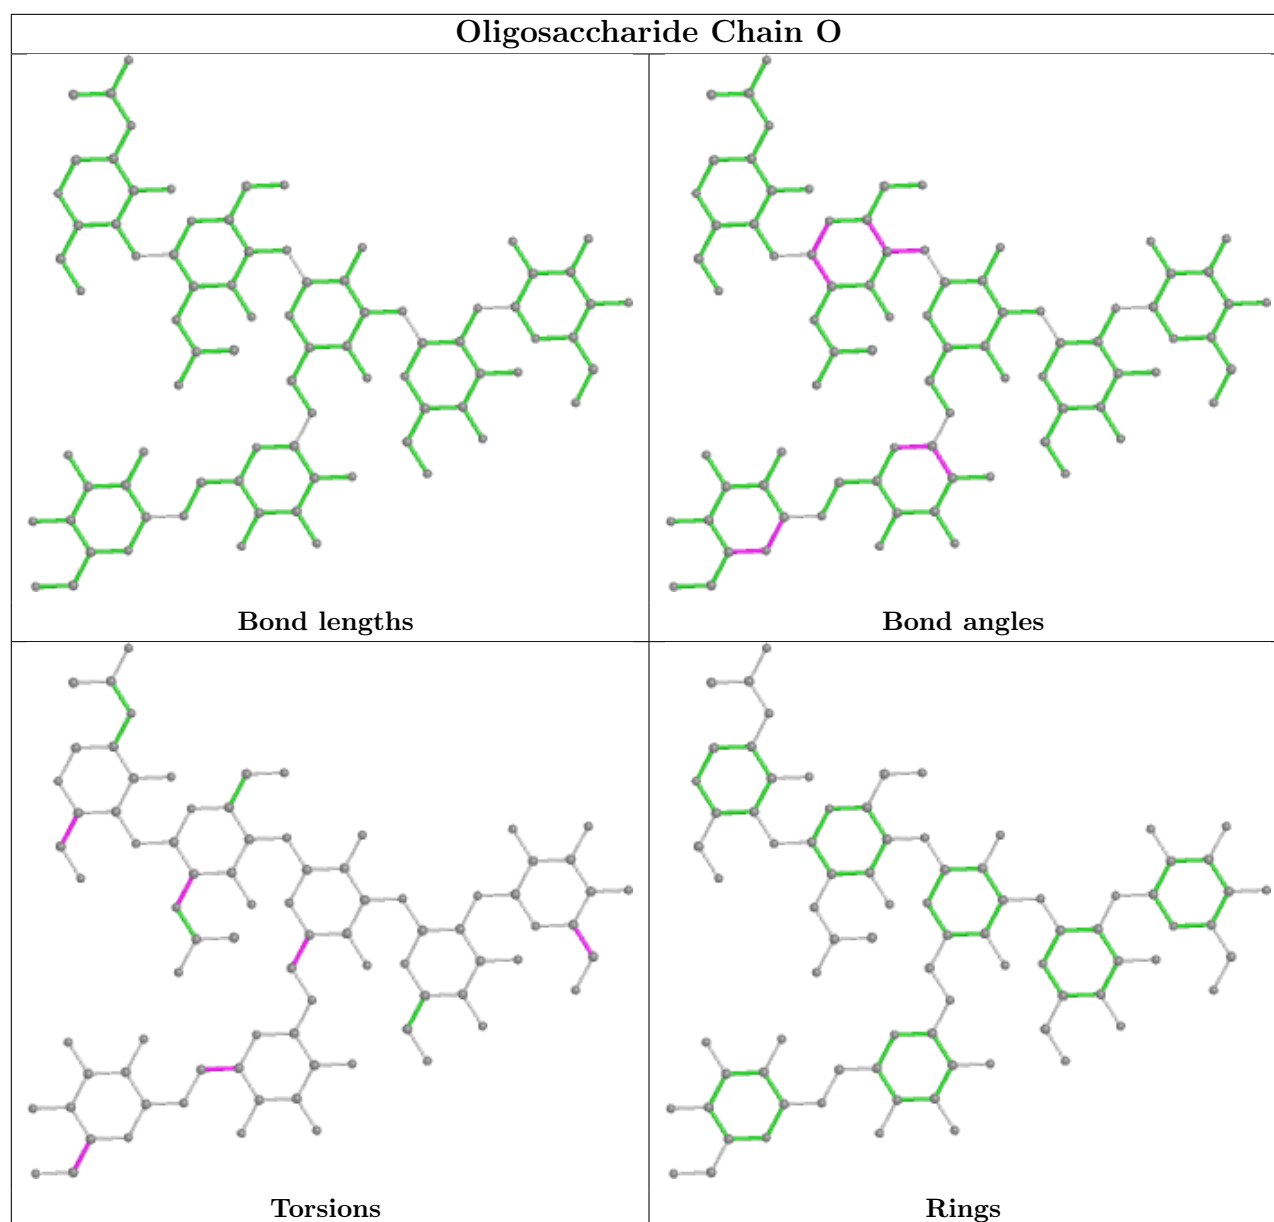 Oligosaccharide Chain O
Bond lengths
Bond angles
Torsions
Rings